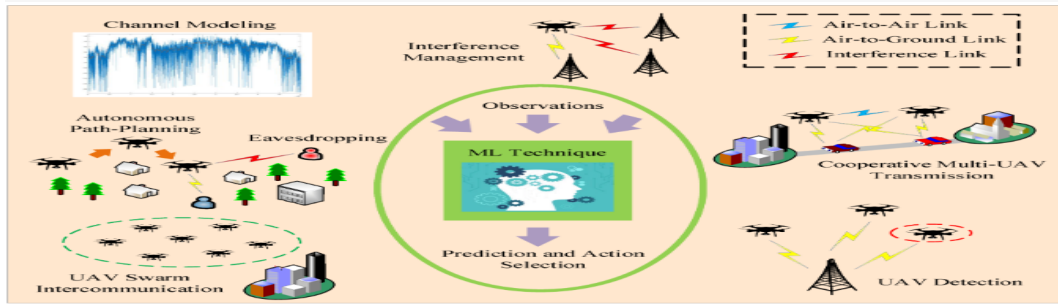 Channel Modeling
Interference
Management
Air-to-Air Link
Air-to-Ground Link
Interference Link
Autonomous
Path-Planning
Eavesdropping
Observations
ML Technique
Prediction and Action
Selection
Cooperative Multi-UAV
Transmission
UAV Swarm
Intercommunication
UAV Detection